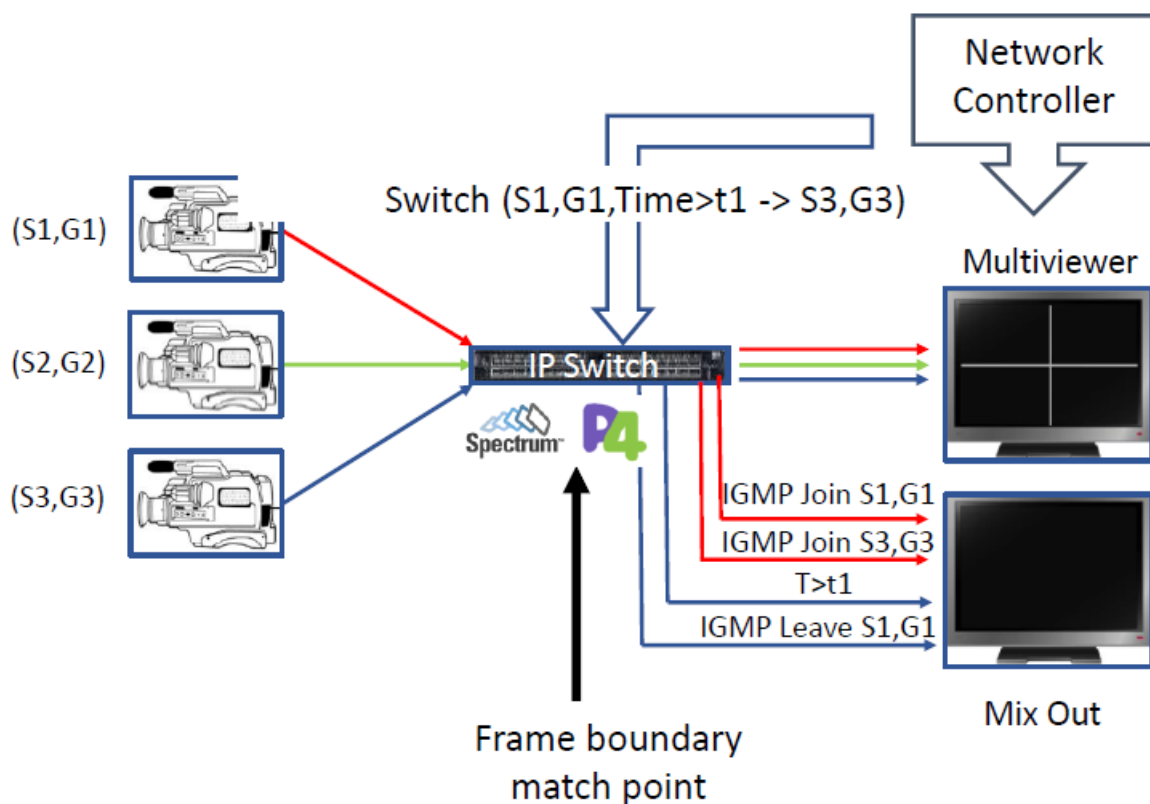 Network
Controller
Switch (S1,G1,Time>t1 -> S3,G3)
(S1,G1)
Multiviewer
(S2,G2)
IP Switch
Spectrum™
P4
(S3,G3)
IGMP Join S1,G1
IGMP Join S3,G3
T>t1
IGMP Leave S1,G1
Mix Out
Frame boundary
match point